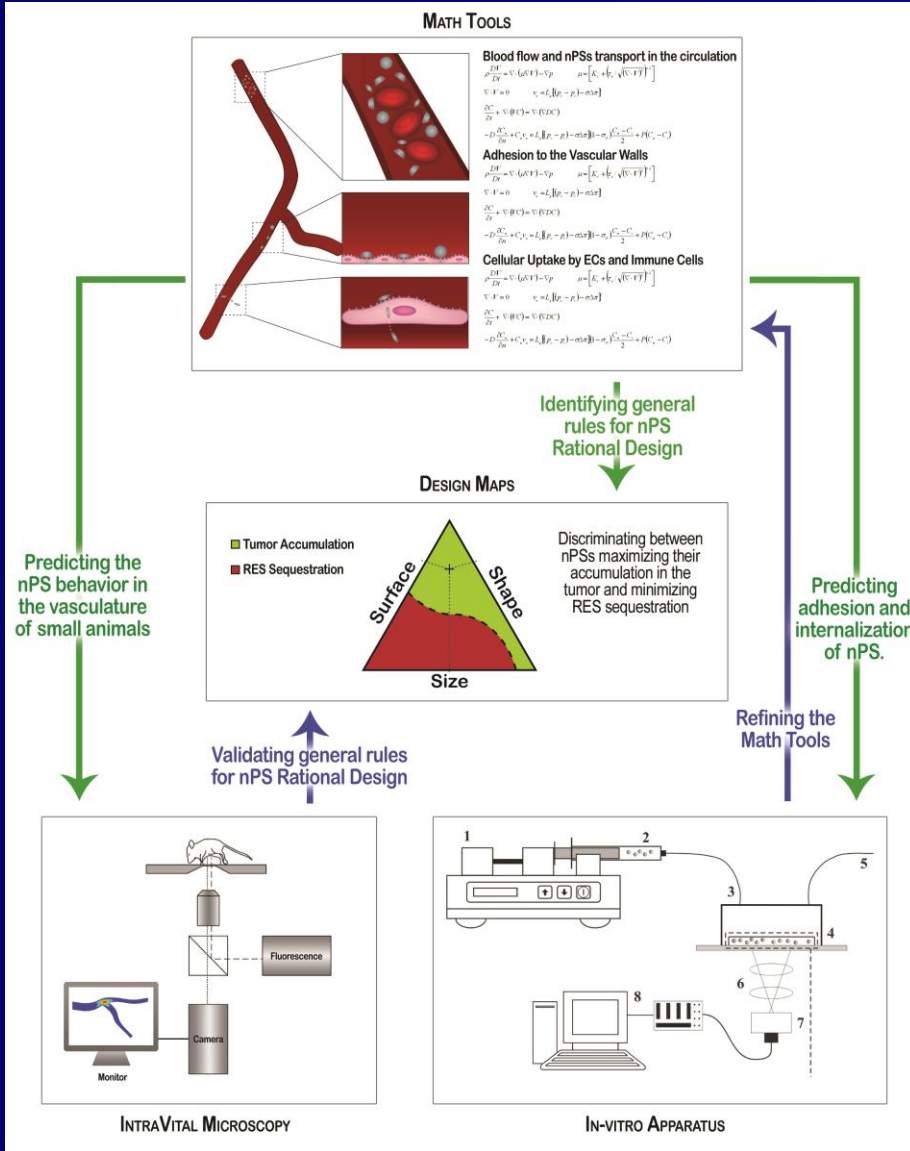 MATH TOOLS
Blood flow and nPSs transport in the circulation
Adhesion to the Vascular Walls
Cellular Uptake by ECs and Immune Cells
Identifying general
rules for nPS
Rational Design
DESIGN MAPS
Tumor Accumulation
RES Sequestration
Surface
Shape
Size
Discriminating between
nPSs maximizing their
accumulation in the
tumor and minimizing
RES sequestration
Predicting the
nPS behavior in
the vasculature
of small animals
Predicting
adhesion and
internalization
of nPS.
Refining the
Math Tools
Validating general rules
for nPS Rational Design
Fluorescence
Camera
Monitor
INTRAVITAL MICROSCOPY
1
2
3
4
5
6
7
8
IN-VITRO APPARATUS